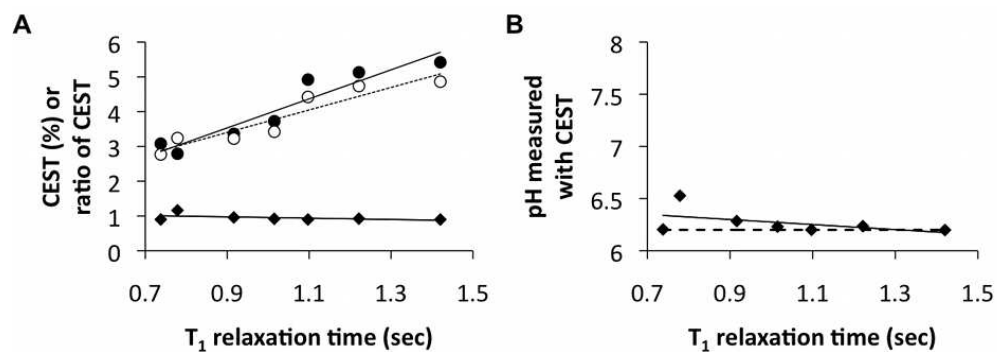 A
CEST (%) or
ratio of CEST
6
5
4
3
2
1
0
0.7 0.9 1.1 1.3 1.5
T1 relaxation time (sec)
B
pH measured
with CEST
8
7.5
7
6.5
6
0.7 0.9 1.1 1.3 1.5
T1 relaxation time (sec)